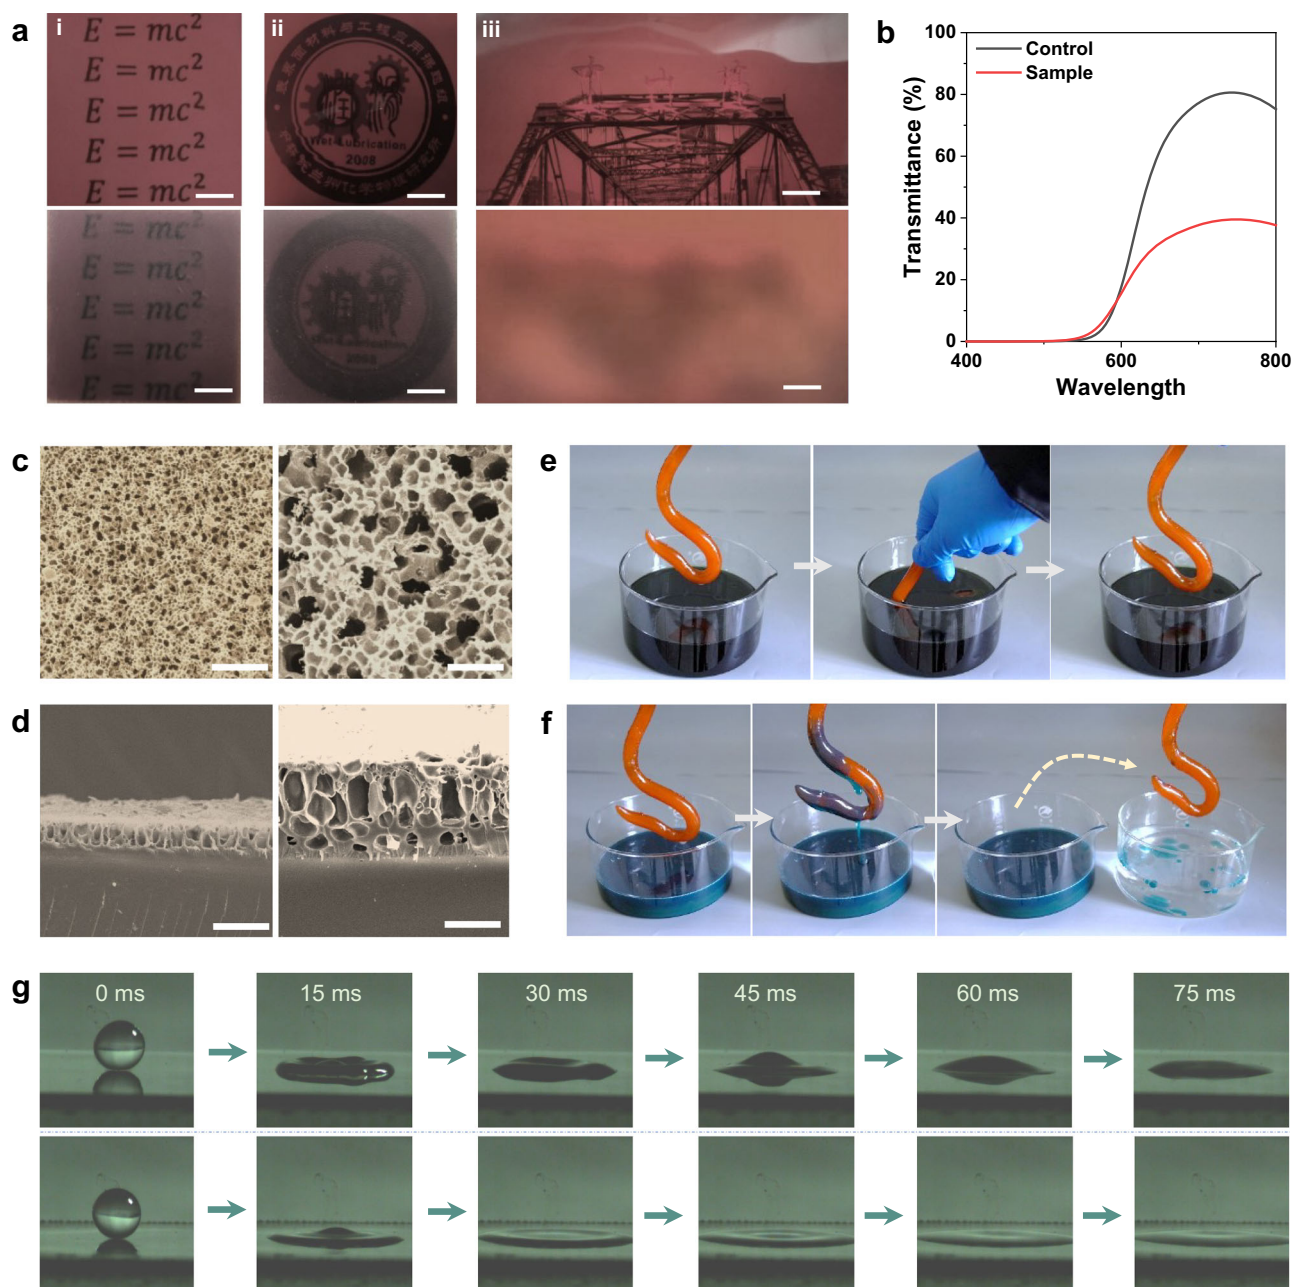 a
i
E = mc²
E = mc²
E = mc²
E = mc²
E = mc²
ii
Wet-Lubrication
2008
iii
E = mc²
E = mc²
E = mc²
E = mc²
E = mc²
b
100
80
60
40
20
0
Transmittance (%)
Control
Sample
400
600
800
Wavelength
c
e
d
f
g
0 ms
15 ms
30 ms
45 ms
60 ms
75 ms